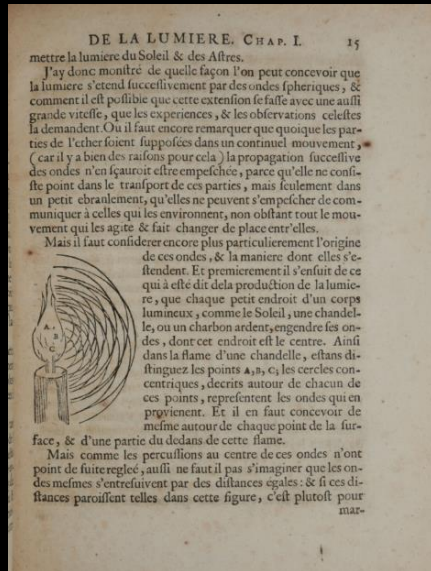 DE LA LUMIERE. CHAP. I. 15
mettre la lumiere du Soleil & des Astres.
J'ay donc monstré de quelle façon l'on peut concevoir que
la lumiere s'etend successivement par des ondes spheriques, &
comment il est possible que cette extension se fasse avec une aussi
grande vitesse, que les experiences, & les observations celestes
la demandent. Ou il faut encore remarquer que quoique les par-
ties de l'ether soient supposées dans un continuel mouvement,
(car il y a bien des raisons pour cela) la propagation successive
des ondes n'en sçauroit estre empeschée, parce qu'elle ne consi-
ste point dans le transport de ces parties, mais seulement dans
un petit ebranlement, qu'elles ne peuvent s'empescher de com-
muniquer à celles qui les environnent, non obstant tout le mou-
vement qui les agite & fait changer de place entr'elles.
Mais il faut considerer encore plus particulierement l'origine
de ces ondes, & la maniere dont elles s'e-
stendent. Et premierement il s'ensuit de ce
qui à esté dit de la production de la lumie-
re, que chaque petit endroit d'un corps
lumineux, comme le Soleil, une chandel-
le, ou un charbon ardent, engendre ses on-
des, dont cet endroit est le centre. Ainsi
dans la flame d'une chandelle, estans di-
stinguez les points A, B, C; les cercles con-
centriques, decrits autour de chacun de
ces points, representent les ondes qui en
provienent. Et il en faut concevoir de
mesme autour de chaque point de la sur-
face, & d'une partie du dedans de cette flame.
A
B
C
Mais comme les percussions au centre de ces ondes n'ont
point de suite reglée, aussi ne faut il pas s'imaginer que les on-
des mesmes s'entresuivent par des distances egales: & si ces di-
stances paroissent telles dans cette figure, c'est plutost pour
mar-